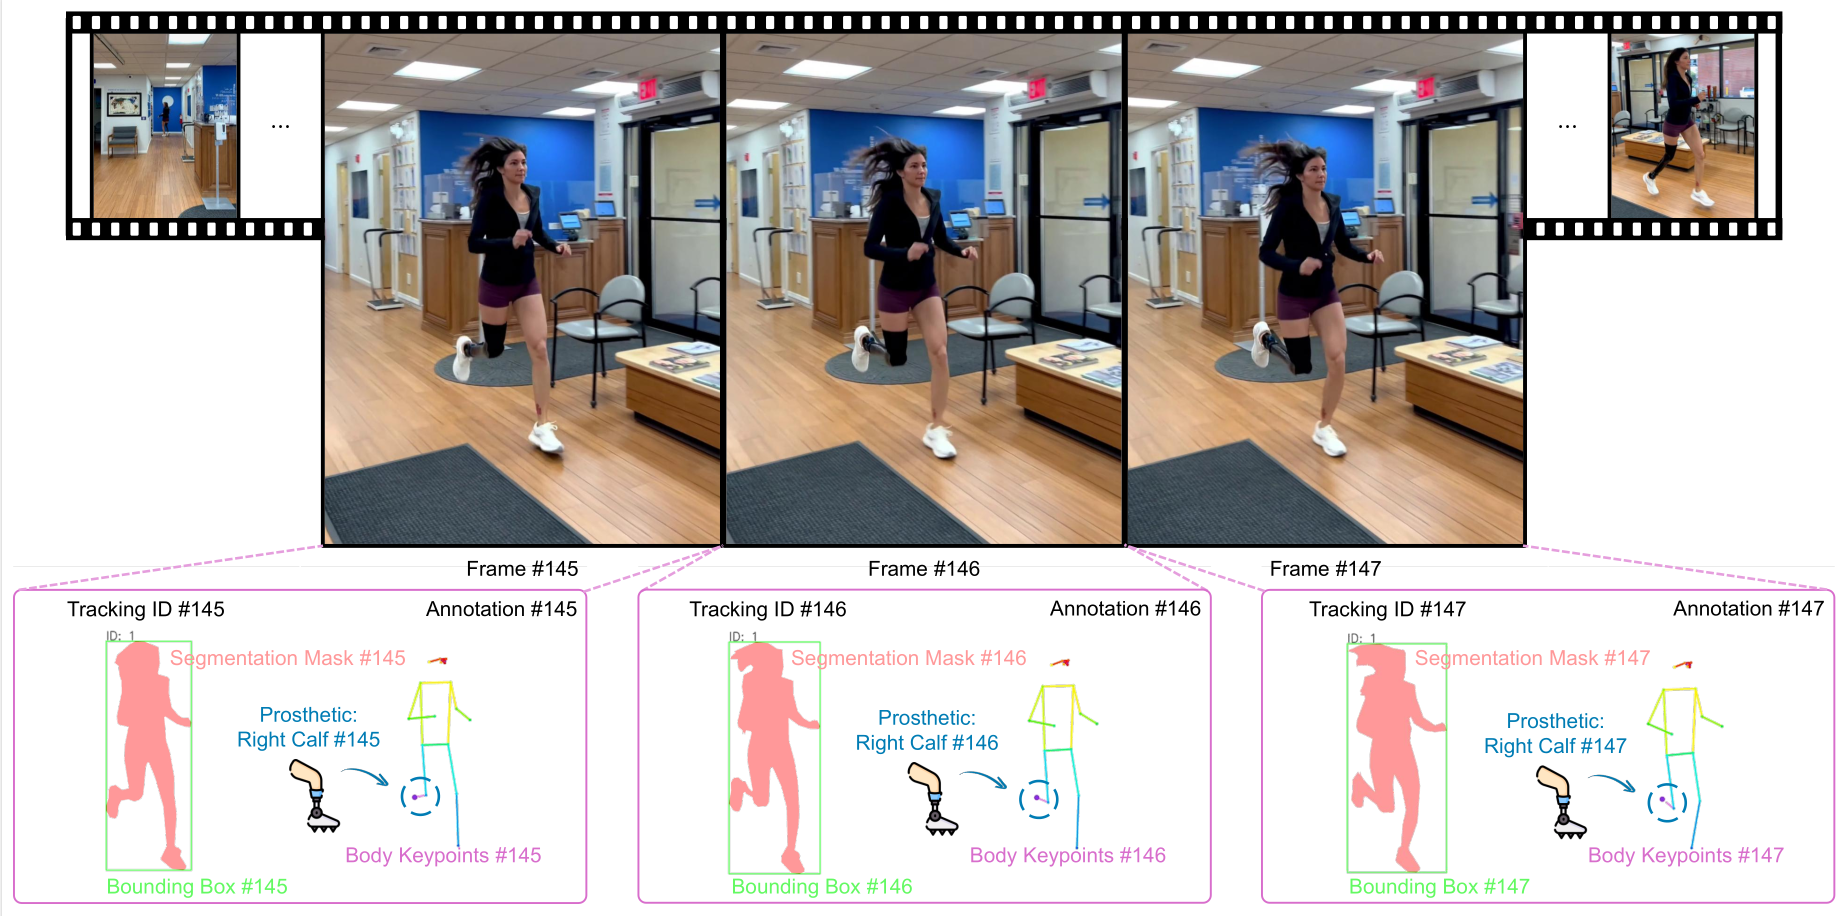 ...
...
Frame #145
Frame #146
Frame #147
Tracking ID #145
Annotation #145
ID: 1
Segmentation Mask #145
Prosthetic:
Right Calf #145
Body Keypoints #145
Bounding Box #145
Tracking ID #146
Annotation #146
ID: 1
Segmentation Mask #146
Prosthetic:
Right Calf #146
Body Keypoints #146
Bounding Box #146
Tracking ID #147
Annotation #147
ID: 1
Segmentation Mask #147
Prosthetic:
Right Calf #147
Body Keypoints #147
Bounding Box #147